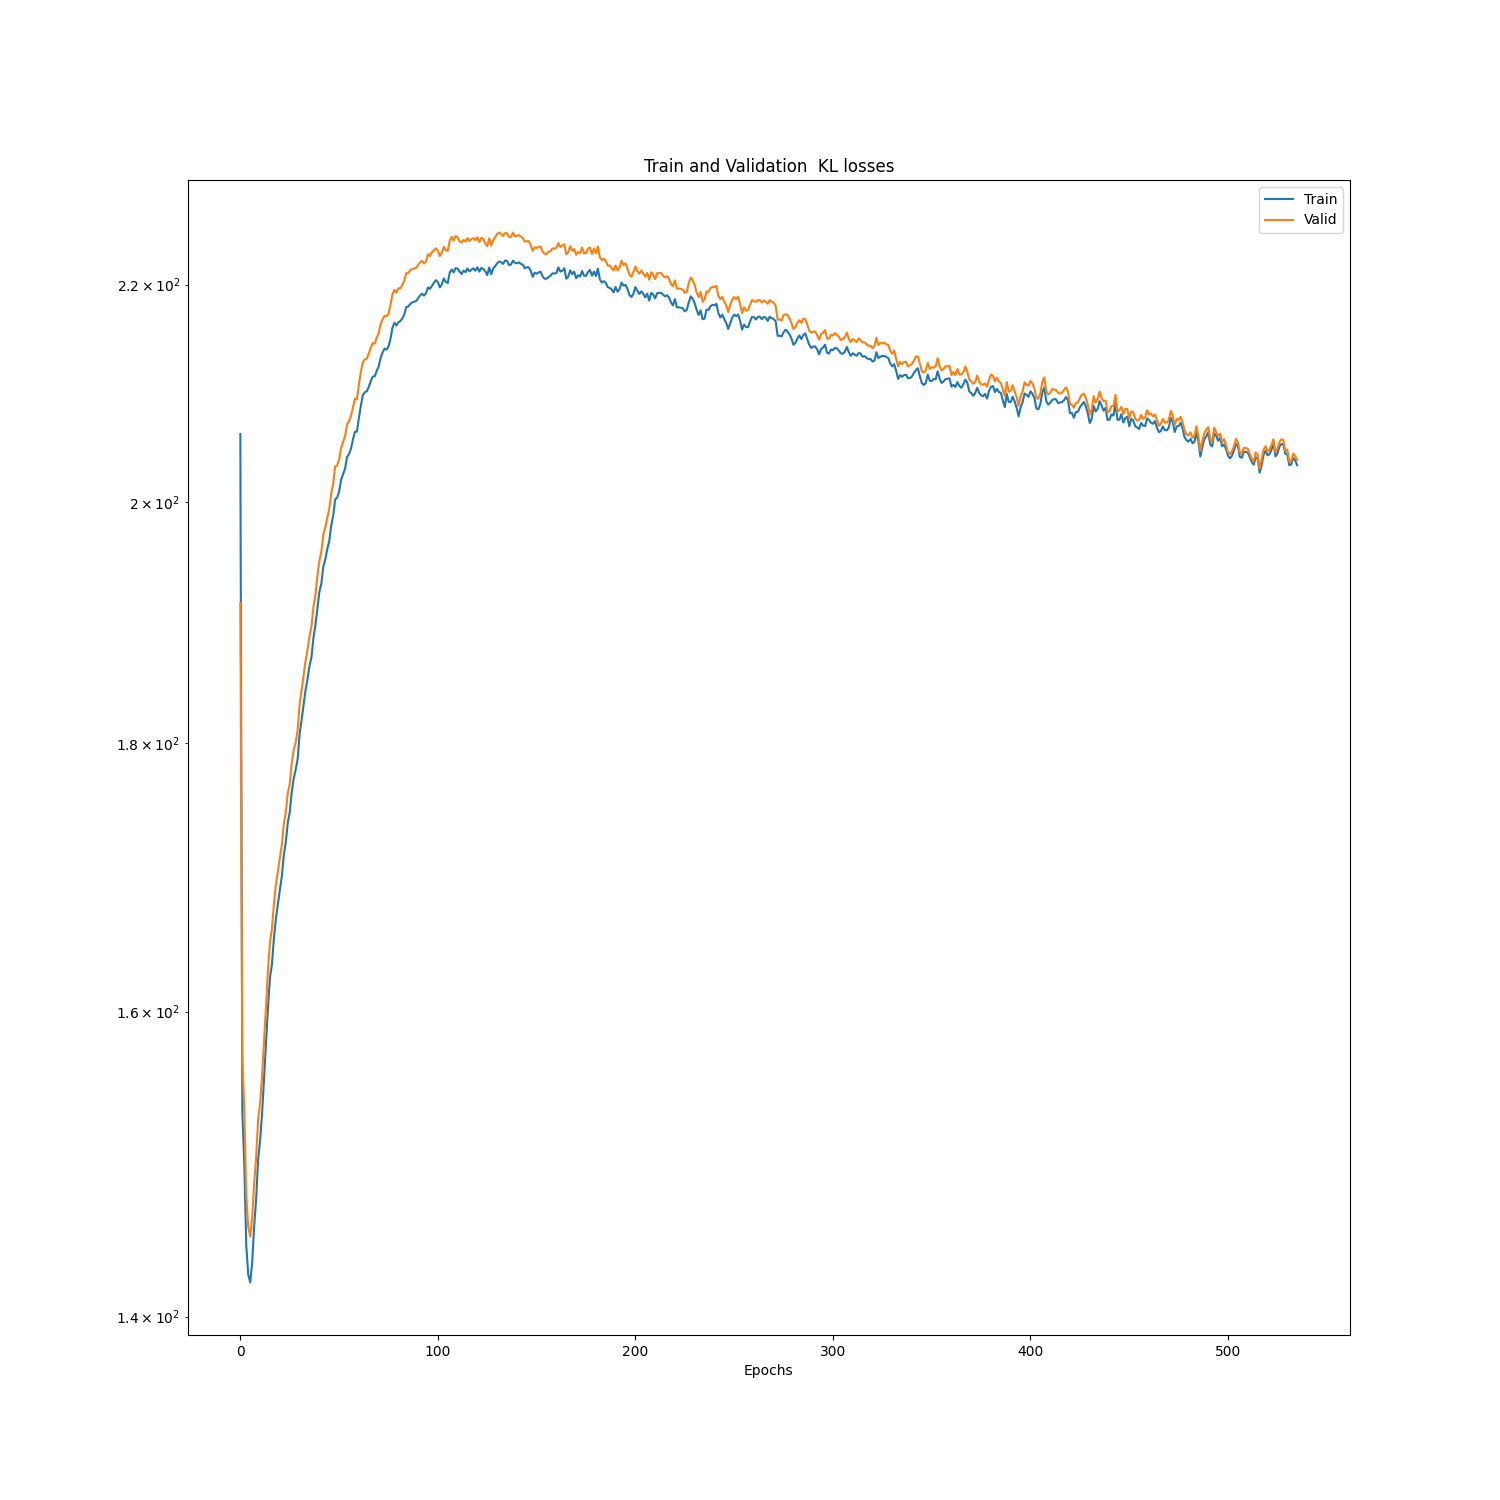 Train and Validation  KL losses
Train
Valid
2.2 × 10²
2 × 10²
1.8 × 10²
1.6 × 10²
1.4 × 10²
0 100 200 300 400 500
Epochs